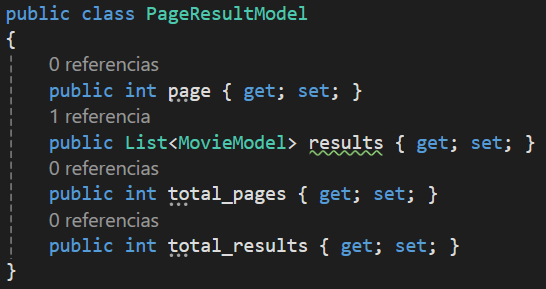 public class PageResultModel
{
0 referencias
public int page { get; set; }
1 referencia
public List<MovieModel> results { get; set; }
0 referencias
public int total_pages { get; set; }
0 referencias
public int total_results { get; set; }
}